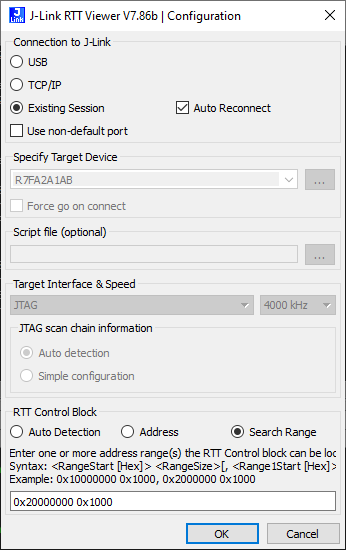 J-Link RTT Viewer V7.86b | Configuration
Connection to J-Link
USB
TCP/IP
Existing Session
Auto Reconnect
Use non-default port
Specify Target Device
R7FA2A1AB
...
Force go on connect
Script file (optional)
...
Target Interface & Speed
JTAG
4000 kHz
JTAG scan chain information
Auto detection
Simple configuration
RTT Control Block
Auto Detection
Address
Search Range
Enter one or more address range(s) the RTT Control block can be loc
Syntax: <RangeStart [Hex]> <RangeSize>[, <Range1Start [Hex]>
Example: 0x10000000 0x1000, 0x2000000 0x1000
0x20000000 0x1000
OK
Cancel